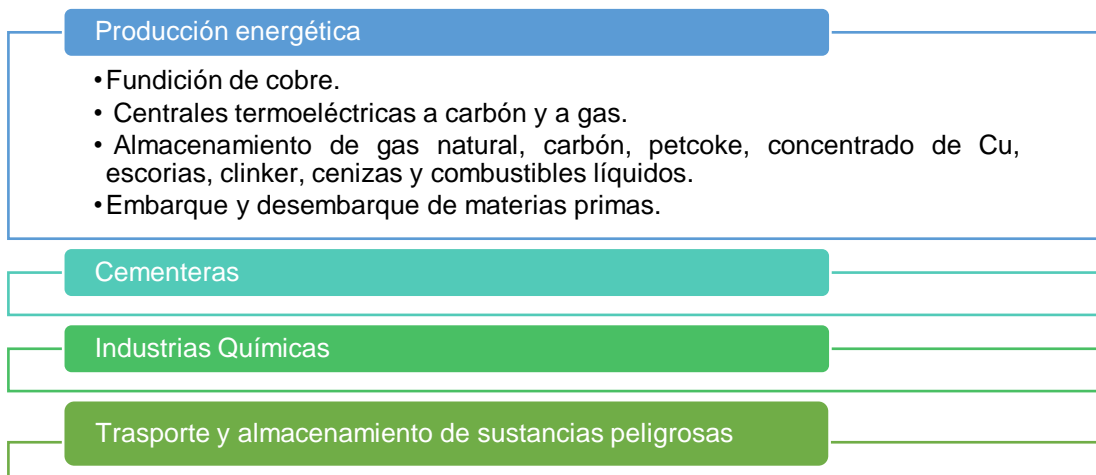 Producción energética
•Fundición de cobre.
• Centrales termoeléctricas a carbón y a gas.
• Almacenamiento de gas natural, carbón, petcoke, concentrado de Cu,
escorias, clinker, cenizas y combustibles líquidos.
•Embarque y desembarque de materias primas.
Cementeras
Industrias Químicas
Trasporte y almacenamiento de sustancias peligrosas